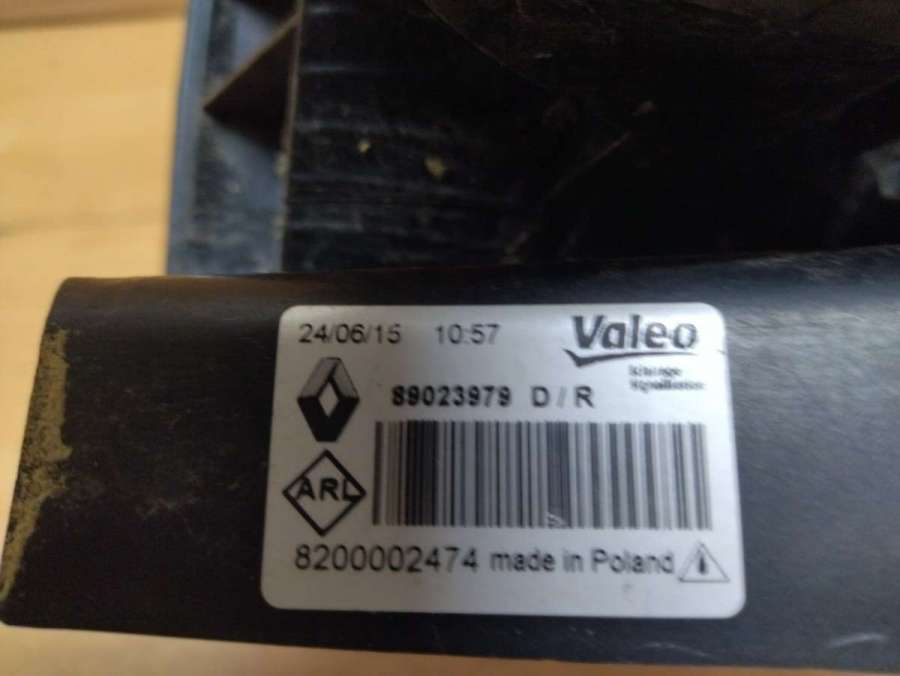 24/06/15 10:57
Valeo
89023979 D/R
ARL
8200002474 made in Poland